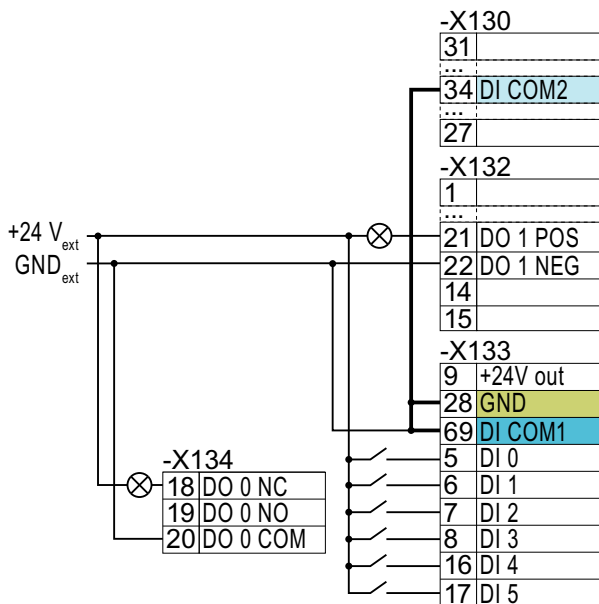 -X130
31
...
34 DI COM2
...
27
-X132
1
...
+24 V ext
21 DO 1 POS
GND ext
22 DO 1 NEG
14
15
-X133
9 +24V out
28 GND
69 DI COM1
5 DI 0
6 DI 1
7 DI 2
8 DI 3
16 DI 4
17 DI 5
-X134
18 DO 0 NC
19 DO 0 NO
20 DO 0 COM